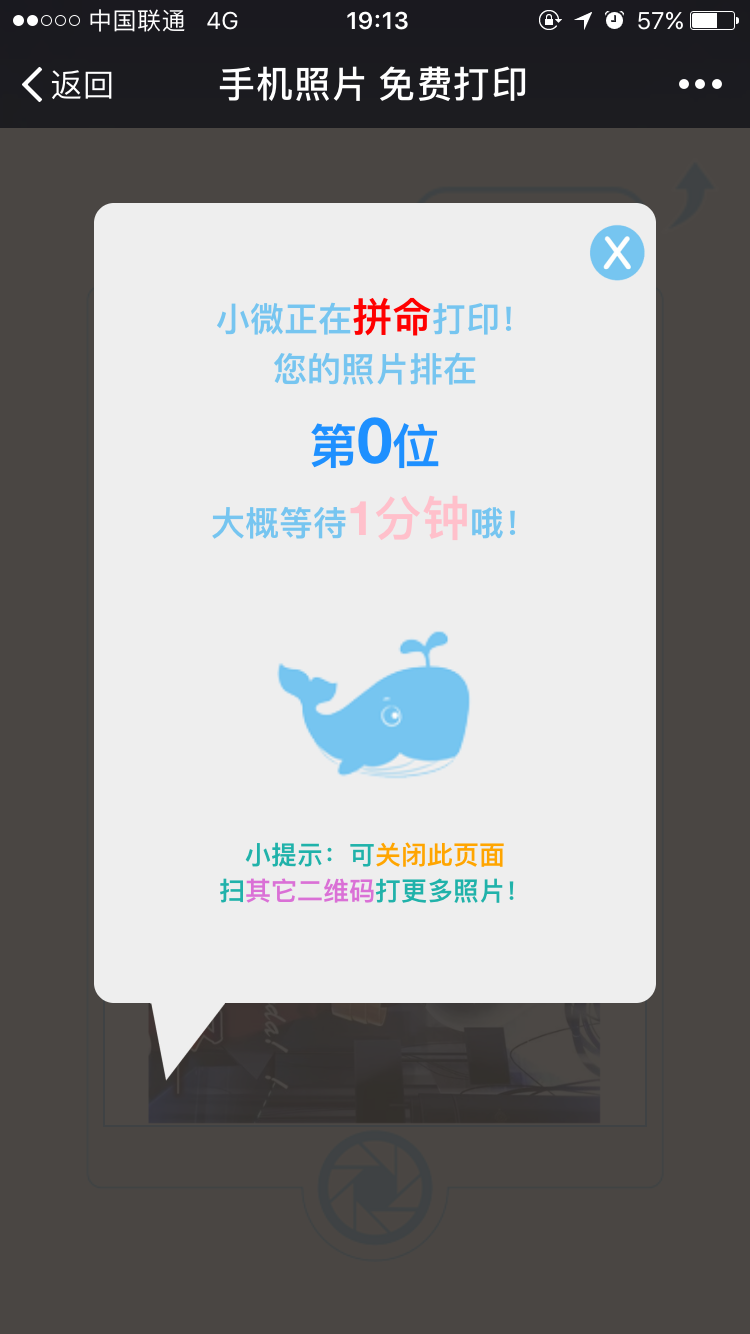 中国联通 4G 19:13 57%
返回 手机照片 免费打印
X
小微正在拼命打印!
您的照片排在
第0位
大概等待1分钟哦!
小提示：可关闭此页面
扫其它二维码打更多照片!